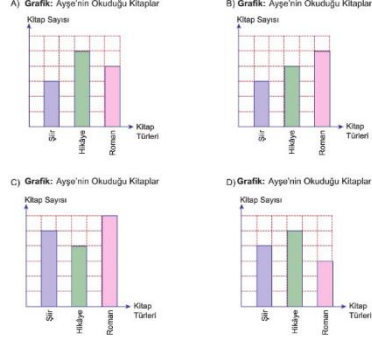 A) Grafik: Ayşe'nin Okuduğu Kitaplar
Kitap Sayısı
Şiir
Hikâye
Roman
Kitap
Türleri
B) Grafik: Ayşe'nin Okuduğu Kitaplar
Kitap Sayısı
Şiir
Hikâye
Roman
Kitap
Türleri
C) Grafik: Ayşe'nin Okuduğu Kitaplar
Kitap Sayısı
Şiir
Hikâye
Roman
Kitap
Türleri
D) Grafik: Ayşe'nin Okuduğu Kitaplar
Kitap Sayısı
Şiir
Hikâye
Roman
Kitap
Türleri